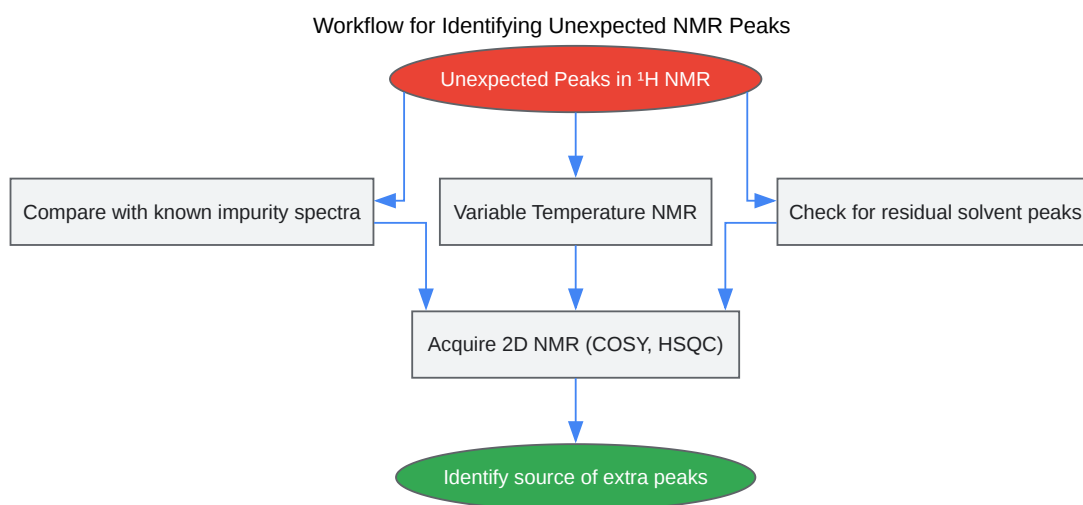 Workflow for Identifying Unexpected NMR Peaks
Unexpected Peaks in ¹H NMR
Compare with known impurity spectra
Variable Temperature NMR
Check for residual solvent peaks
Acquire 2D NMR (COSY, HSQC)
Identify source of extra peaks